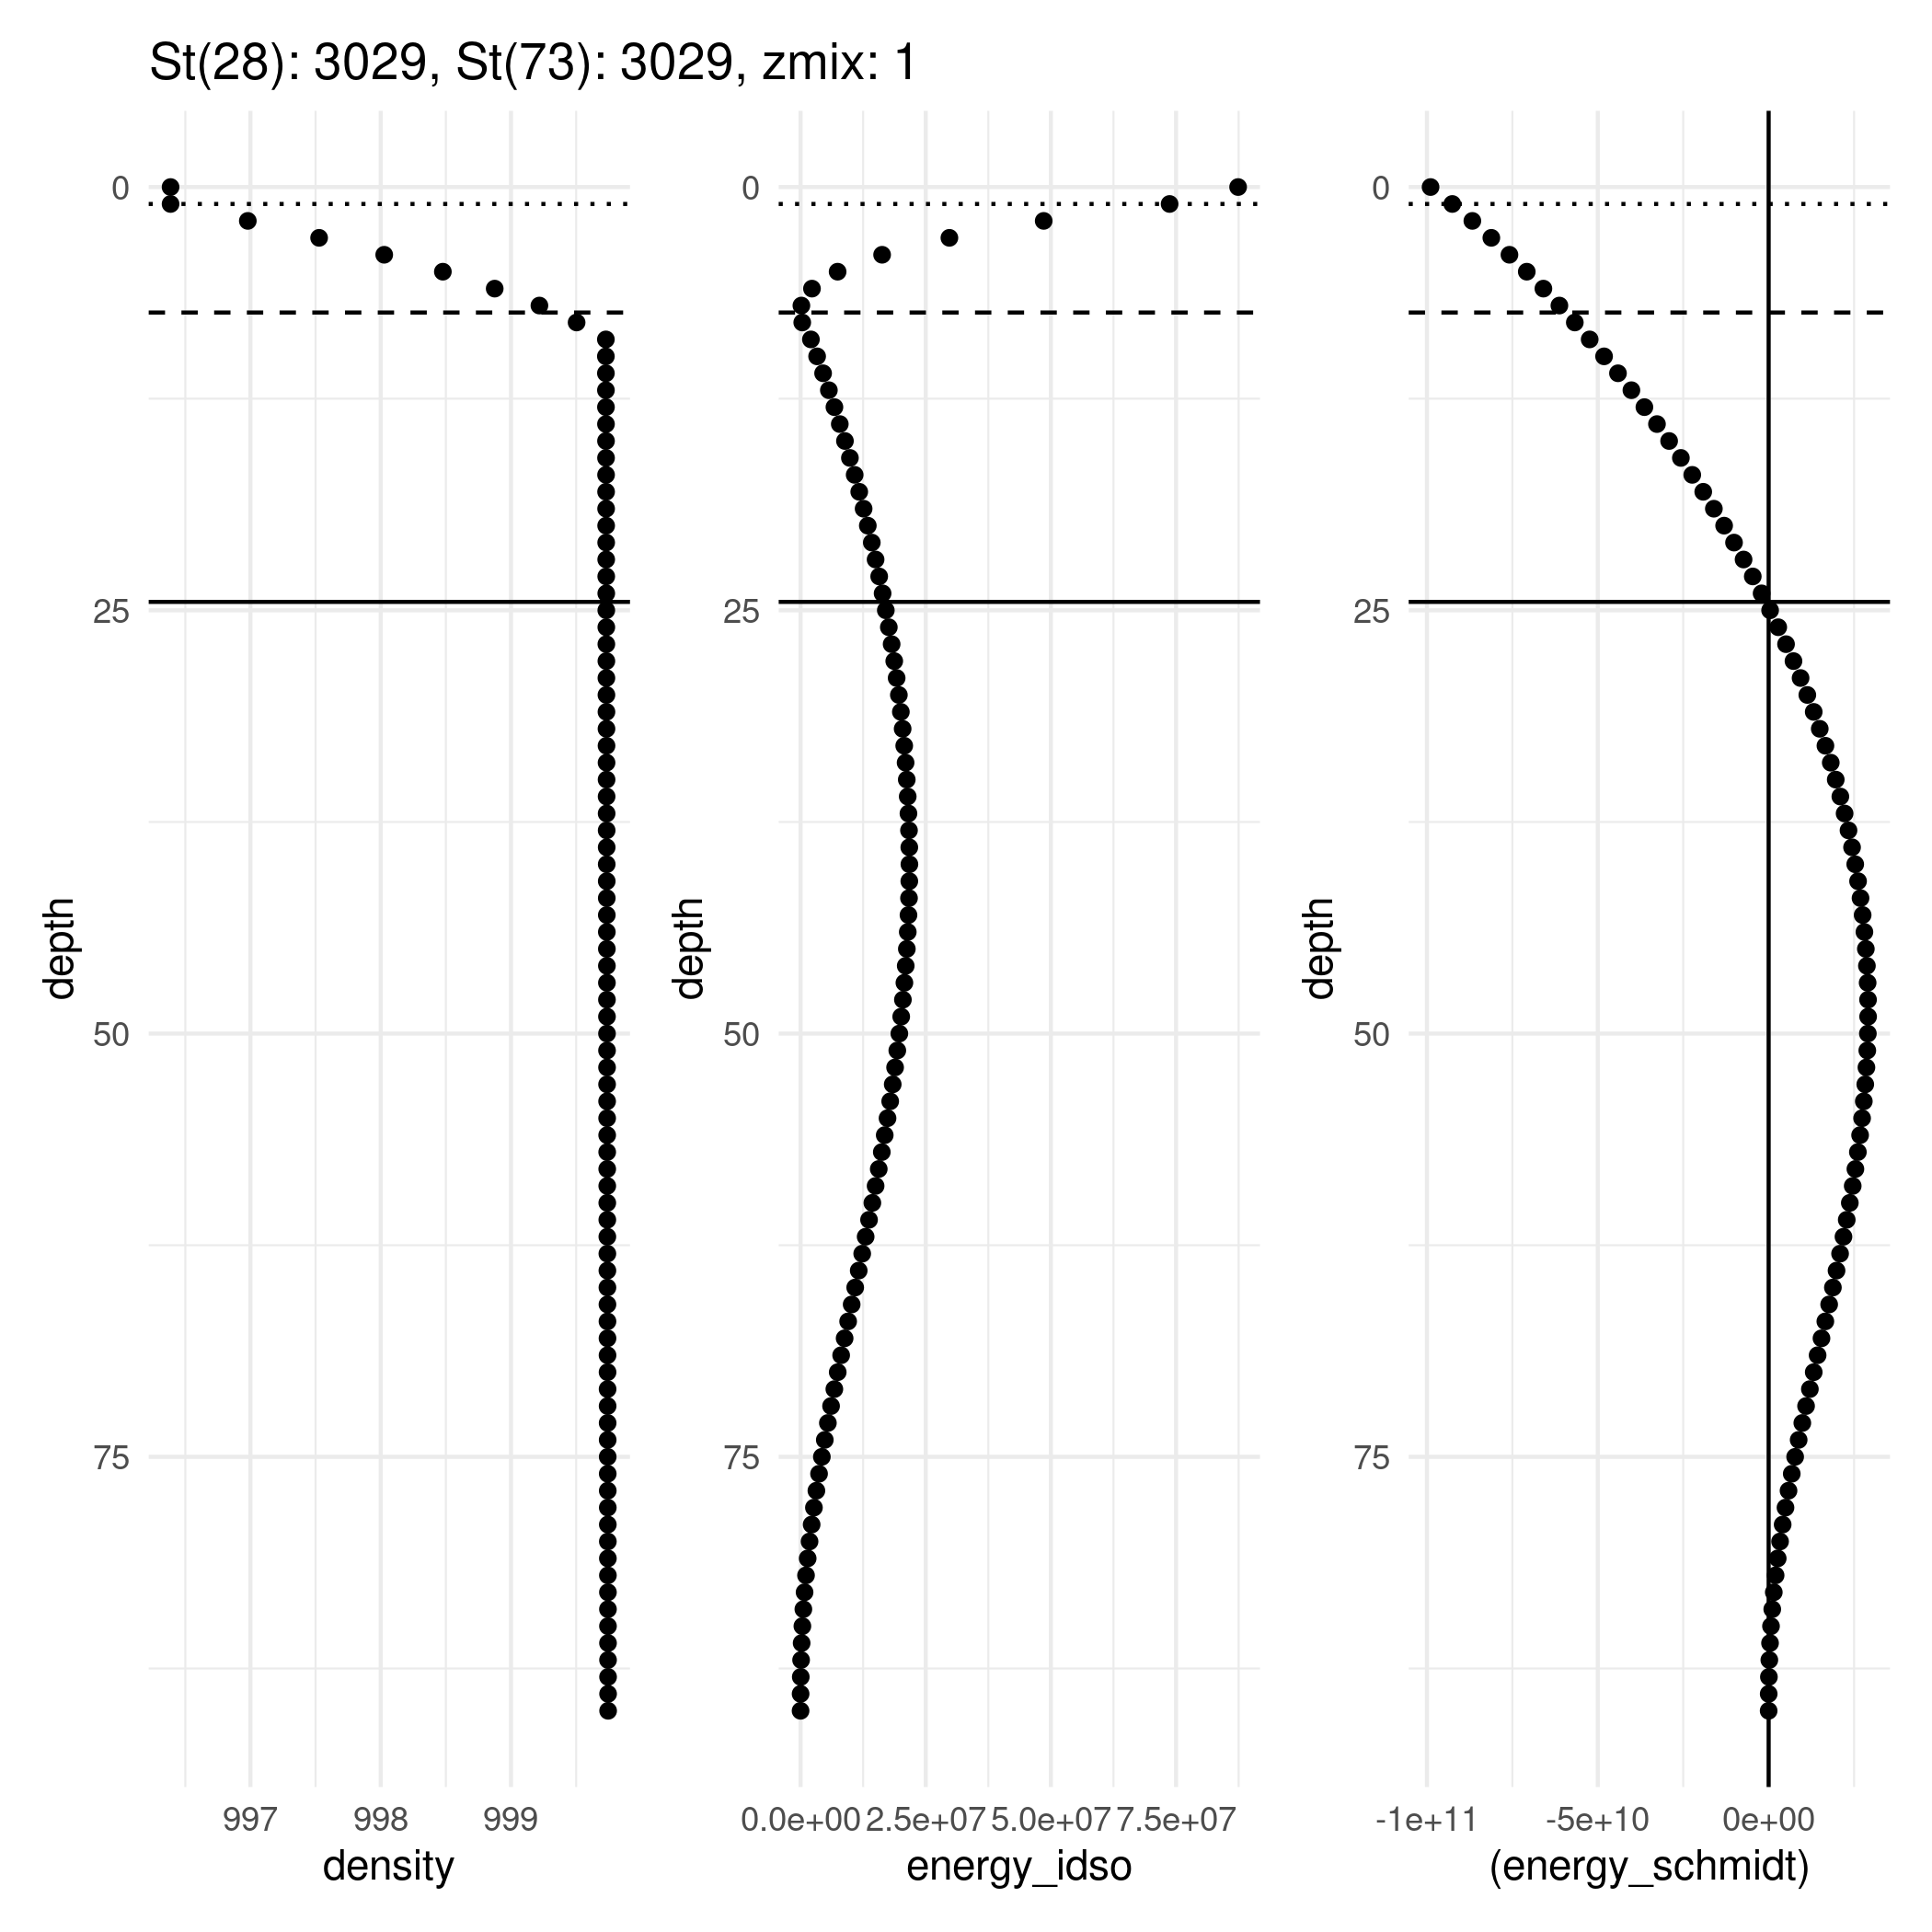 St(28): 3029, St(73): 3029, zmix: 1
0
25
50
75
depth
997
998
999
density
0
25
50
75
depth
0.0e+00
2.5e+07
5.0e+07
7.5e+07
energy_idso
0
25
50
75
depth
-1e+11
-5e+10
0e+00
(energy_schmidt)